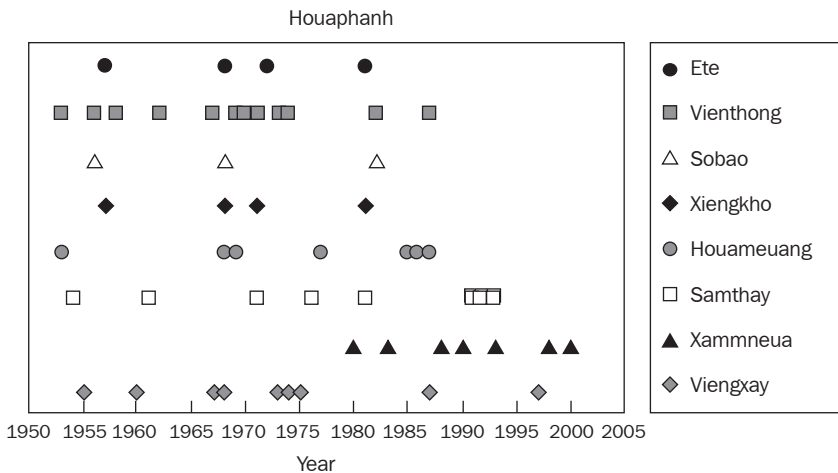 Houaphanh
Ete
Vienthong
Sobao
Xiengkho
Houameuang
Samthay
Xammneua
Viengxay
1950 1955 1960 1965 1970 1975 1980 1985 1990 1995 2000 2005
Year